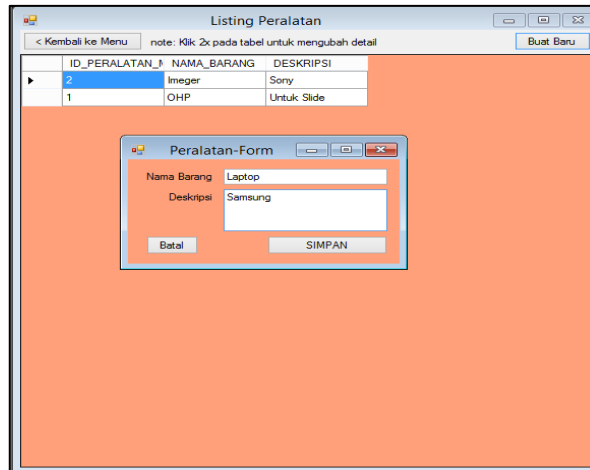 Listing Peralatan
< Kembali ke Menu note: Klik 2x pada tabel untuk mengubah detail Buat Baru
ID_PERALATAN_M NAMA_BARANG DESKRIPSI
2 Imeger Sony
1 OHP Untuk Slide
Peralatan-Form
Nama Barang Laptop
Deskripsi Samsung
Batal SIMPAN